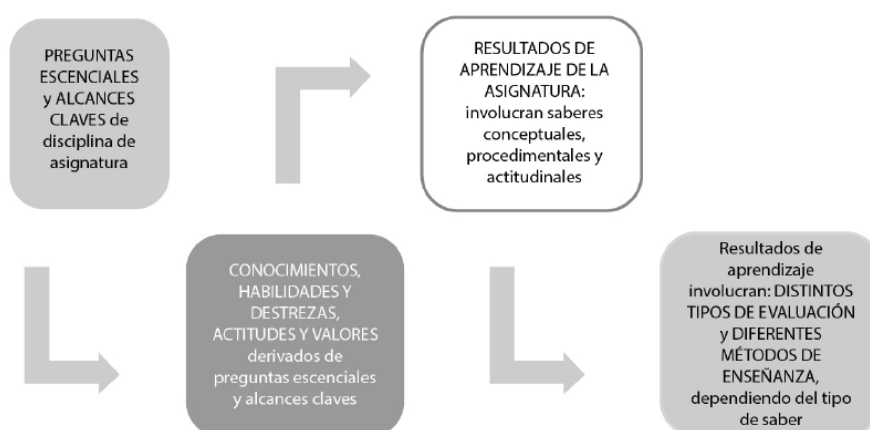 PREGUNTAS
ESCENCIALES
y ALCANCES
CLAVES de
disciplina de
asignatura
CONOCIMIENTOS,
HABILIDADES Y
DESTREZAS,
ACTITUDES Y VALORES
derivados de
preguntas escenciales
y alcances claves
RESULTADOS DE
APRENDIZAJE DE LA
ASIGNATURA:
involucran saberes
conceptuales,
procedimentales y
actitudinales
Resultados de
aprendizaje
involucran: DISTINTOS
TIPOS DE EVALUACIÓN
y DIFERENTES
MÉTODOS DE
ENSEÑANZA,
dependiendo del tipo
de saber